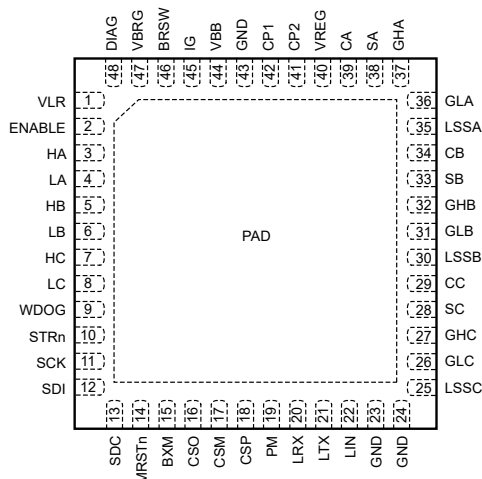 DIAG VBRG BRSW IG VBB GND CP1 CP2 VREG CA SA GHA
48 47 46 45 44 43 42 41 40 39 38 37
VLR 1 36 GLA
ENABLE 2 35 LSSA
HA 3 34 CB
LA 4 33 SB
HB 5 32 GHB
LB 6 31 GLB
PAD
HC 7 30 LSSB
LC 8 29 CC
WDOG 9 28 SC
STRn 10 27 GHC
SCK 11 26 GLC
SDI 12 25 LSSC
13 14 15 16 17 18 19 20 21 22 23 24
SDC MRSTn BXM CSO CSM CSP PM LRX LTX LIN GND GND